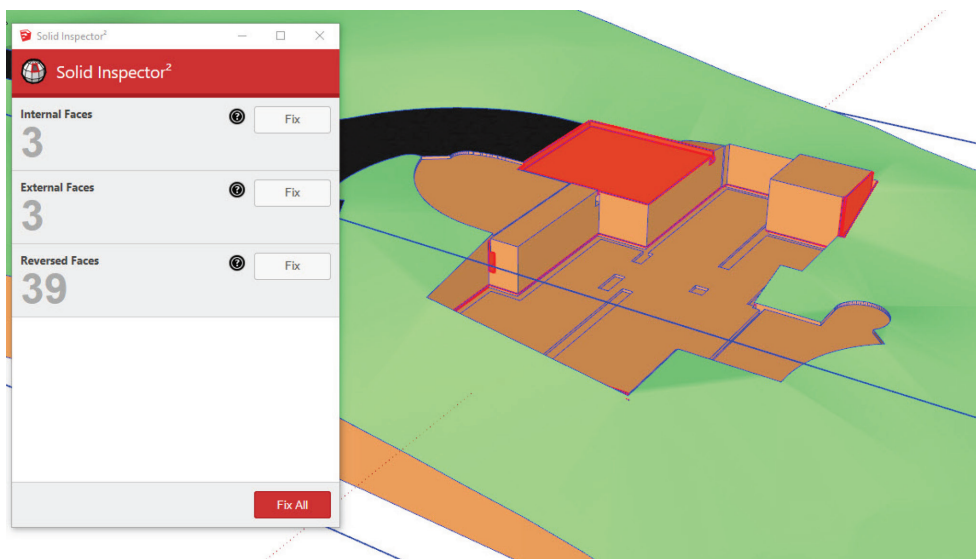 Solid Inspector²
Solid Inspector²
Internal Faces
3
Fix
External Faces
3
Fix
Reversed Faces
39
Fix
Fix All